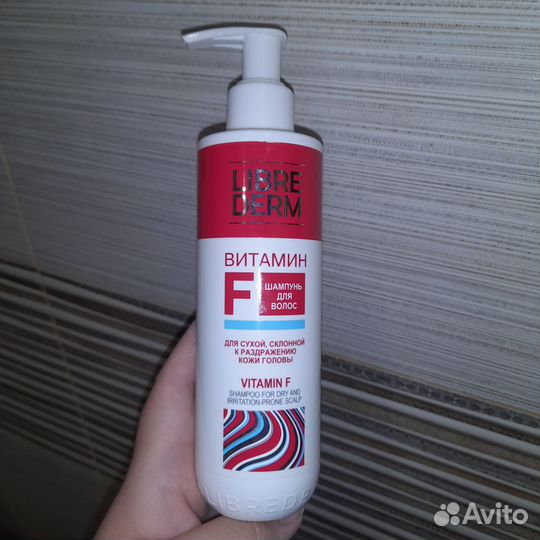 LIBRE
DERM
ВИТАМИН
F
ШАМПУНЬ
ДЛЯ
ВОЛОС
ДЛЯ СУХОЙ, СКЛОННОЙ
К РАЗДРАЖЕНИЮ
КОЖИ ГОЛОВЫ
VITAMIN F
SHAMPOO FOR DRY AND
IRRITATION-PRONE SCALP
LIBREDE
Avito